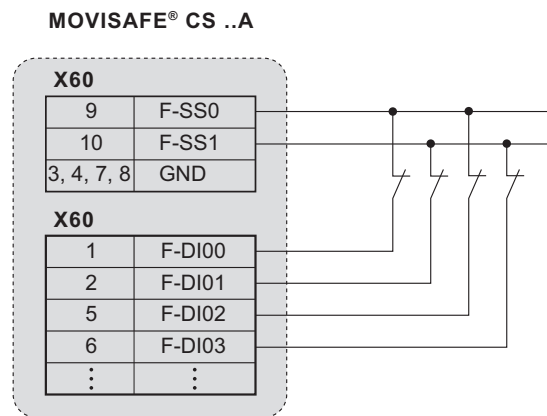 MOVISAFE® CS ..A
X60
9 F-SS0
10 F-SS1
3, 4, 7, 8 GND
X60
1 F-DI00
2 F-DI01
5 F-DI02
6 F-DI03
⋮ ⋮